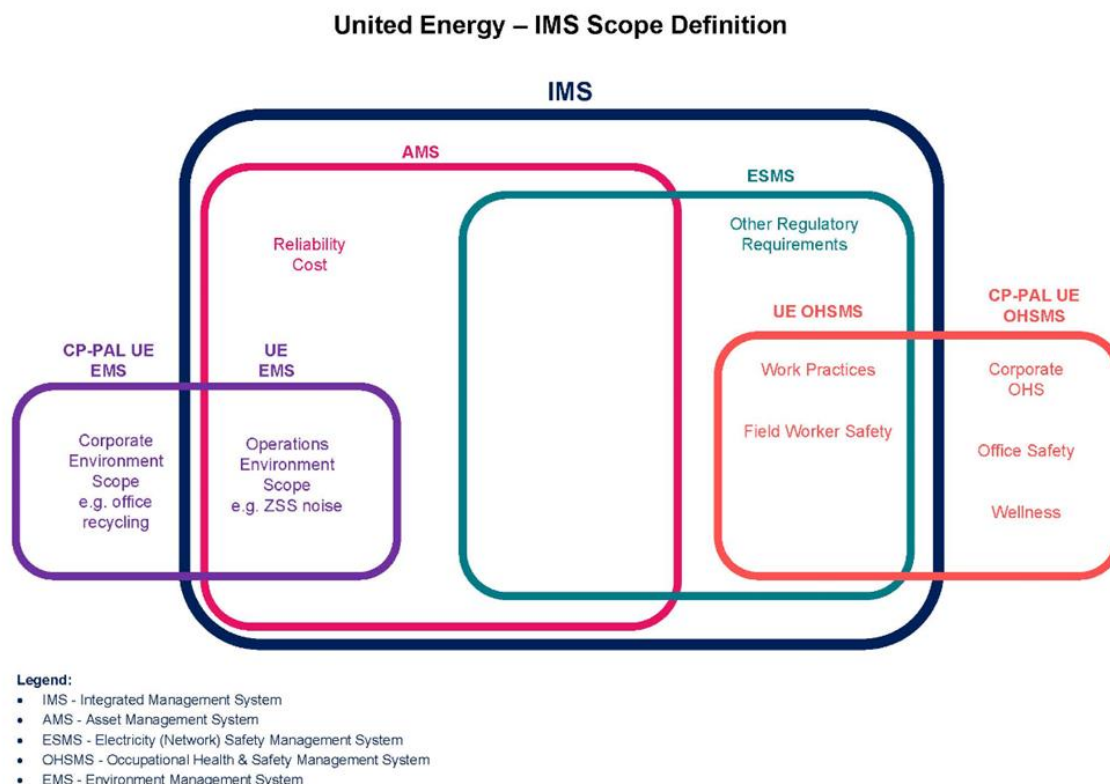 United Energy – IMS Scope Definition
IMS
AMS
ESMS
Other Regulatory
Requirements
Reliability
Cost
UE OHSMS
CP-PAL UE
OHSMS
CP-PAL UE
EMS
UE
EMS
Work Practices
Corporate
OHS
Field Worker Safety
Office Safety
Wellness
Corporate
Environment
Scope
e.g. office
recycling
Operations
Environment
Scope
e.g. ZSS noise
Legend:
• IMS - Integrated Management System
• AMS - Asset Management System
• ESMS - Electricity (Network) Safety Management System
• OHSMS - Occupational Health & Safety Management System
• EMS - Environment Management System